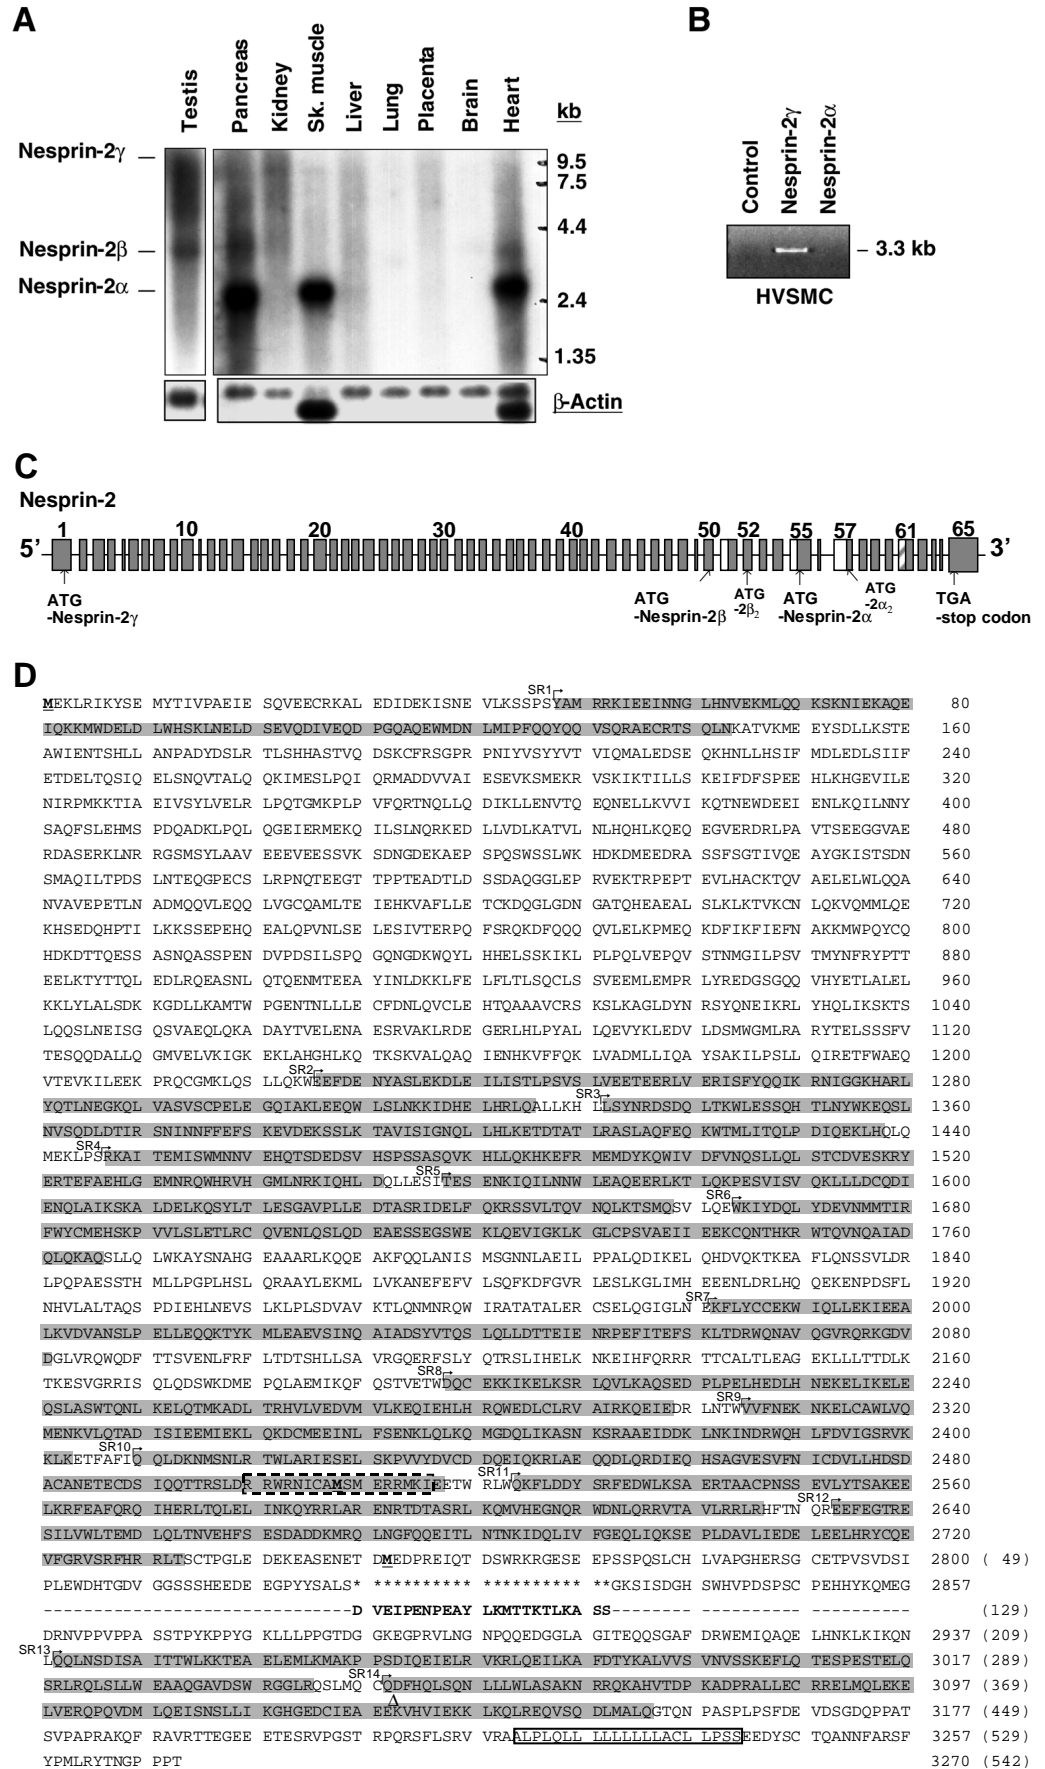 A
B
Testis
Pancreas
Kidney
Sk. muscle
Liver
Lung
Placenta
Brain
Heart
kb
Nesprin-2γ
Nesprin-2β
Nesprin-2α
9.5
7.5
4.4
2.4
1.35
β-Actin
Control
Nesprin-2γ
Nesprin-2α
3.3 kb
HVSMC
C
Nesprin-2
1 10 20 30 40 50 52 55 57 61 65
5’ 3’
ATG
-Nesprin-2γ
ATG
-Nesprin-2β
ATG
-2β2
ATG
-Nesprin-2α
ATG
-2α2
TGA
-stop codon
D
SR1
MEKLRIKYSE MYTIVPAEIE SQVEECRKAL EDIDEKISNE VLKSSPSYAM RRKIEEINNG LHNVEKMLQQ KSKNIEKAQE 80
IQKKMWDELD LWHSKLNELD SEVQDIVEQD PGQAQEWMDN LMIPFQQYQQ VSQRAECRTS QLNKATVKME EYSDLLKSTE 160
AWIENTSHLL ANPADYDSLR TLSHHASTVQ DSKCFRSGPR PNIYVSYYVT VIQMALEDSE QKHNLLHSIF MEDLEDLSIIF 240
ETDELTQSIQ ELSNQVTALQ QKIMESLPQI QRMADDVVAI ESEVKSMEKR VSKIKTILLS KEIFDFSPEE HLKHGEVILE 320
NIRPMKKTIA EIVSYLVELR LPQTGMKPLP VFQRTNQLLQ DIKLLENVTQ EQNELLKVVI KQTNEWDEEI ENLKQILNNY 400
SAQFSLEHMS PDQADKLPQL QGEIERMEKQ ILSLNQRKED LLVDLKATVL NLHQHLKQEQ EGVERDRLPA VTSEEGGVAE 480
RDASERKLNR RGSMSYLAAV EEEVEESSVK SDNGDEKAEP SPQSWSSLWK HDKDMEEDRA SSFSGTIVQE AYGKISTSDN 560
SMAQILTPDS LNTEQGPECS LRPNQTEEGT TPPTEADTLD SSDAQGGLEP RVEKTRPEPT EVLHACKTQV AELELWLQQA 640
NVAVEPETLN ADMQQVLEQQ LVGCQAMLTE IEHKVAFLLE TCKDQGLGDN GATQHEAEAL SLKLKTVKCN LQKVQMMLQE 720
KHSEDQHPTI LKKSSEPEHQ EALQPVNLSE LESIVTERPQ FSRQKDFQQQ QVLELKPMEQ KDFIKFIEFN AKKMWPQYCQ 800
HDKDTTQESS ASNQASSPEN DVPDSILSPQ GQNGDKWQYL HHELSSKIKL PLPQLVEPQV STNMGILPSV TMYNFRYPTT 880
EELKTYTTQL EDLRQEASNL QTQENMTEEA YINLDKKLFE LFLTLSQCLS SVEEMLEMPR LYREDGSGQQ VHYETLALEL 960
KKLYLALSDK KGDLLKAMTW PGENTNLLLE CFDNLQVCLE HTQAAAVCRS KSLKAGLDYN RSYQNEIKRL YHQLIKSKTS 1040
LQQSLNEISG QSVAEQLQKA DAYTVELENA ESRVAKLRDE GERLHLPYAL LQEVYKLEDV LDSMWGMLRA RYTELSSSFV 1120
TESQQDALLQ GMVELVKIGK EKLAHGHLKQ TKSKVALQAQ IENHKVFFQK LVADMLLIQA YSAKILPSLL QIRETFWAEQ 1200
SR2
VTEVKILEEK PRQCGMKLQS LLQKWEEFDE NYASLEKDLE ILISTLPSVS LVEETEERLV ERISFYQQIK RNIGGKHARL 1280
SR3
YQTLNEGKQL VASVSCPELE GQIAKLEEQW LSLNKKIDHE LHRLQALLKH LLSYNRDSDQ LTKWLESSQH TLNYWKEQSL 1360
NVSQDLDTIR SNINNFFEFS KEVDEKSSLK TAVISIGNQL LHLKETDTAT LRASLAQFEQ KWTMLITQLP DIQEKLHQLQ 1440
SR4
MEKLPSRKAI TEMISWMNNV EHQTSDEDSV HSPSSASQVK HLLQKHKEFR MEMDYKQWIV DFVNQSLLQL STCDVESKRY 1520
SR5
ERTEFAEHLG EMNRQWHRVH GMLNRKIQHL DQLLESITES ENKIQILNNW LEAQEERLKT LQKPESVISV QKLLLDCQDI 1600
SR6
ENQLAIKSKA LDELKQSYLT LESGAVPLLE DTASRIDELF QKRSSVLTQV NQLKTSMQSV LQEWKIYDQL YDEVNMMTIR 1680
FWYCMEHSKP VVLSLETLRC QVENLQSLQD EAESSEGSWE KLQEVIGKLK GLCPSVAEII EEKCQNTHKR WTQVNQAIAD 1760
QLQKAQSLLQ LWKAYSNAHG EAAARLKQQE AKFQQLANIS MSGNNLAEIL PPALQDIKEL QHDVQKTKEA FLQNSSVLDR 1840
LPQPAESSTH MLLPGPLHSL QRAAYLEKML LVKANEFEFV LSQFKDFGVR LESLKGLIMH EEENLDRLHQ QEKENPDSFL 1920
SR7
NHVLALTAQS PDIEHLNEVS LKLPLSDVAV KTLQNMNRQW IRATATALER CSELQGIGLN EKFLYCCEKW IQLLEKIEEA 2000
LKVDVANSLP ELLEQQKTYK MLEAEVSINQ AIADSYVTQS LQLLDTTEIE NRPEFITEFS KLTDRWQNAV QGVRQRKGDV 2080
DGLVRQWQDF TTSVENLFRF LTDTSHLLSA VRGQERFSLY QTRSLIHELK NKEIHFQRRR TTCALTLEAG EKLLLTTDLK 2160
SR8
TKESVGRRIS QLQDSWKDME PQLAEMIKQF QSTVETWDQC EKKIKELKSR LQVLKAQSED PLPELHEDLH NEKELIKELE 2240
SR9
QSLASWTQNL KELQTMKADL TRHVLVEDVM VLKEQIEHLH RQWEDLCLRV AIRKQEIEDR LNTWVVFNEK NKELCAWLVQ 2320
MENKVLQTAD ISIEEMIEKL QKDCMEEINL FSENKLQLKQ MGDQLIKASN KSRAAEIDDK LNKINDRWQH LFDVIGSRVK 2400
SR10
KLKETFAFIQ QLDKNMSNLR TWLARIESEL SKPVVYDVCD DQEIQKRLAE QQDLQRDIEQ HSAGVESVFN ICDVLLHDSD 2480
SR11
ACANETECDS IQQTTRSLDR RWRNICAMSM ERRMKIEETW RLWQKFLDDY SRFEDWLKSA ERTAACPNSS EVLYTSAKEE 2560
SR12
LKRFEAFQRQ IHERLTQLEL INKQYRRLAR ENRTDTASRL KQMVHEGNQR WDNLQRRVTA VLRRLRHFTN QREEFEGTRE 2640
SILVWLTEMD LQLTNVEHFS ESDADDKMRQ LNGFQQEITL NTNKIDQLIV FGEQLIQKSE PLDAVLIEDE LEELHRYCQE 2720
VFGRVSRFHR RLTSCTPGLE DEKEASENET DMEDPREIQT DSWRKRGESE EPSSPQSLCH LVAPGHERSG CETPVSVDSI 2800 ( 49)
PLEWDHTGDV GGSSSHEEDE EGPYYSALS* ********** ********** **GKSISDGH SWHVPDSPSC PEHHYKQMEG 2857
-----------------------------D VEIPENPEAY LKMTTKTLKA SS---------------------------- (129)
DRNVPPVPPA SSTPYKPPYG KLLLPPGTDG GKEGPRVLNG NPQQEDGGLA GITEQQSGAF DRWEMIQAQE LHNKLKIKQN 2937 (209)
SR13
LQQLNSDISA ITTWLKKTEA ELEMLKMAKP PSDIQEIELR VKRLQEILKA FDTYKALVVS VNVSSKEFLQ TESPESTELQ 3017 (289)
SR14
SRLRQLSLLW EAAQGAVDSW RGGLRQSLMQ CQDFHQLSQN LLLWLASAKN RRQKAHVTDP KADPRALLEC RRELMQLEKE 3097 (369)
Δ
LVERQPQVDM LQEISNSLLI KGHGEDCIEA EEKVHVIEKK LKQLREQVSQ DLMALQGTQN PASPLPSFDE VDSGDQPPAT 3177 (449)
SVPAPRAKQF RAVRTTEGEE ETESRVPGST RPQRSFLSRV VRAALPLQLL LLLLLLLACL LPSSEEDYSC TQANNFARSF 3257 (529)
YPMLRYTNGP PPT 3270 (542)